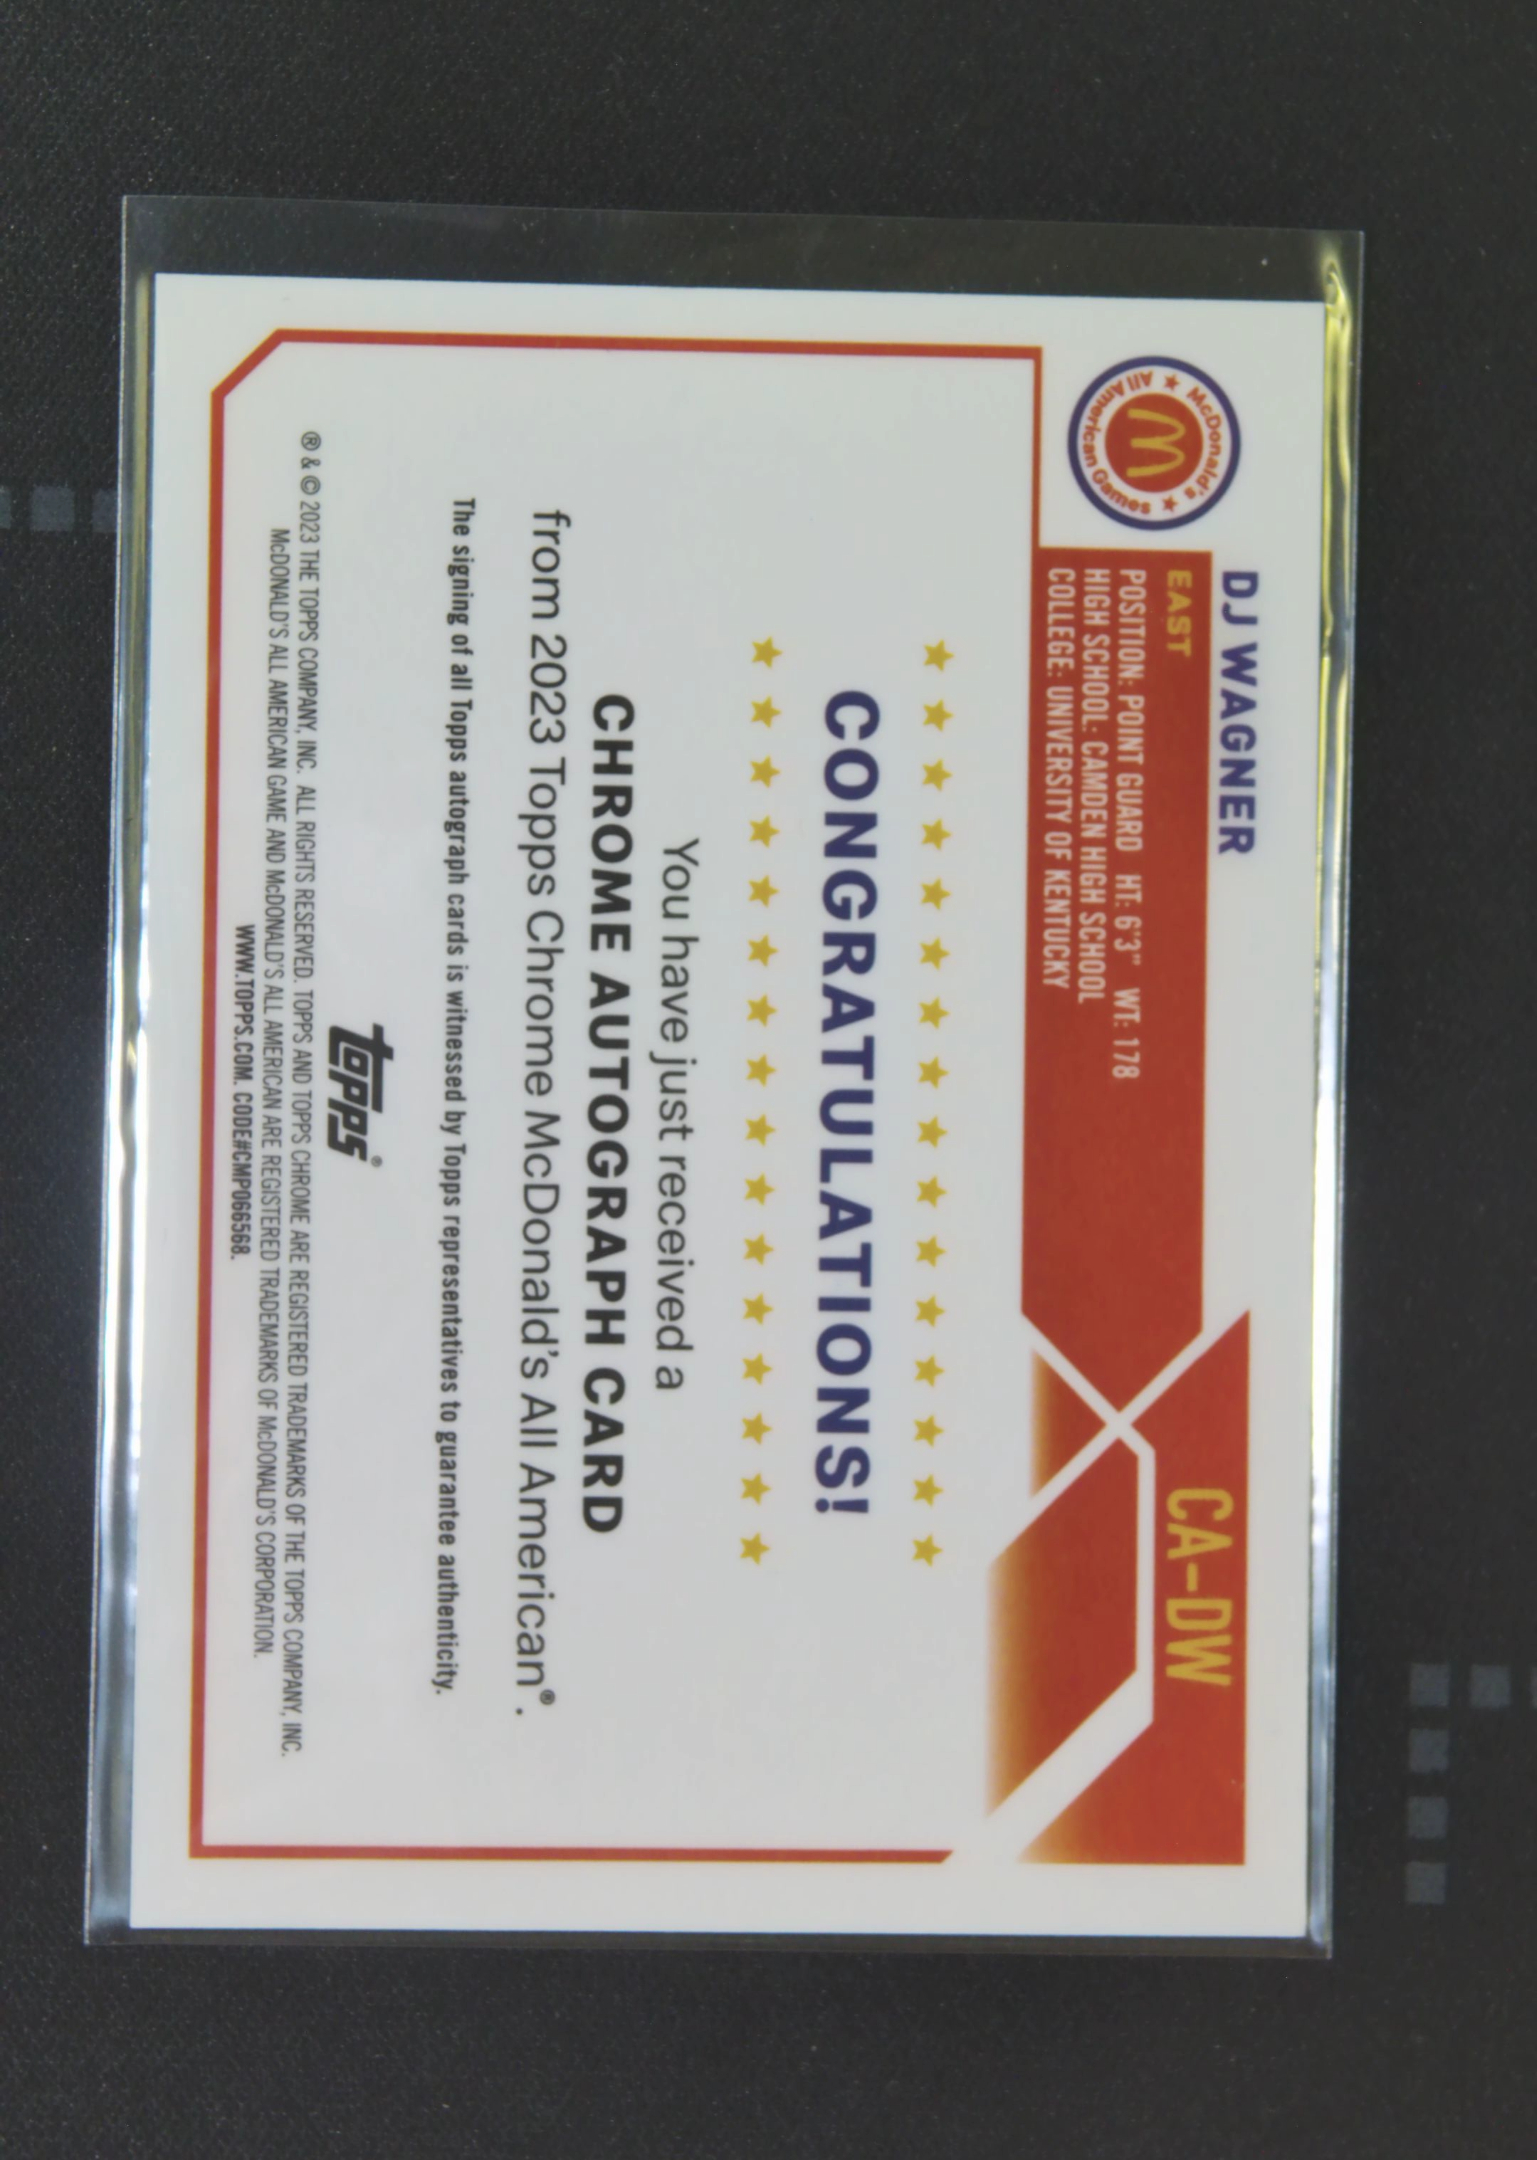 McDonald's
All American Games
DJ WAGNER
CA-DW
EAST
POSITION: POINT GUARD HT: 6'3" WT: 178
HIGH SCHOOL: CAMDEN HIGH SCHOOL
COLLEGE: UNIVERSITY OF KENTUCKY
CONGRATULATIONS!
You have just received a
CHROME AUTOGRAPH CARD
from 2023 Topps Chrome McDonald's All American®.
The signing of all Topps autograph cards is witnessed by Topps representatives to guarantee authenticity.
topps®
® & © 2023 THE TOPPS COMPANY, INC. ALL RIGHTS RESERVED. TOPPS AND TOPPS CHROME ARE REGISTERED TRADEMARKS OF THE TOPPS COMPANY, INC.
McDONALD'S ALL AMERICAN GAME AND McDONALD'S ALL AMERICAN ARE REGISTERED TRADEMARKS OF McDONALD'S CORPORATION.
WWW.TOPPS.COM. CODE#CMP066568.